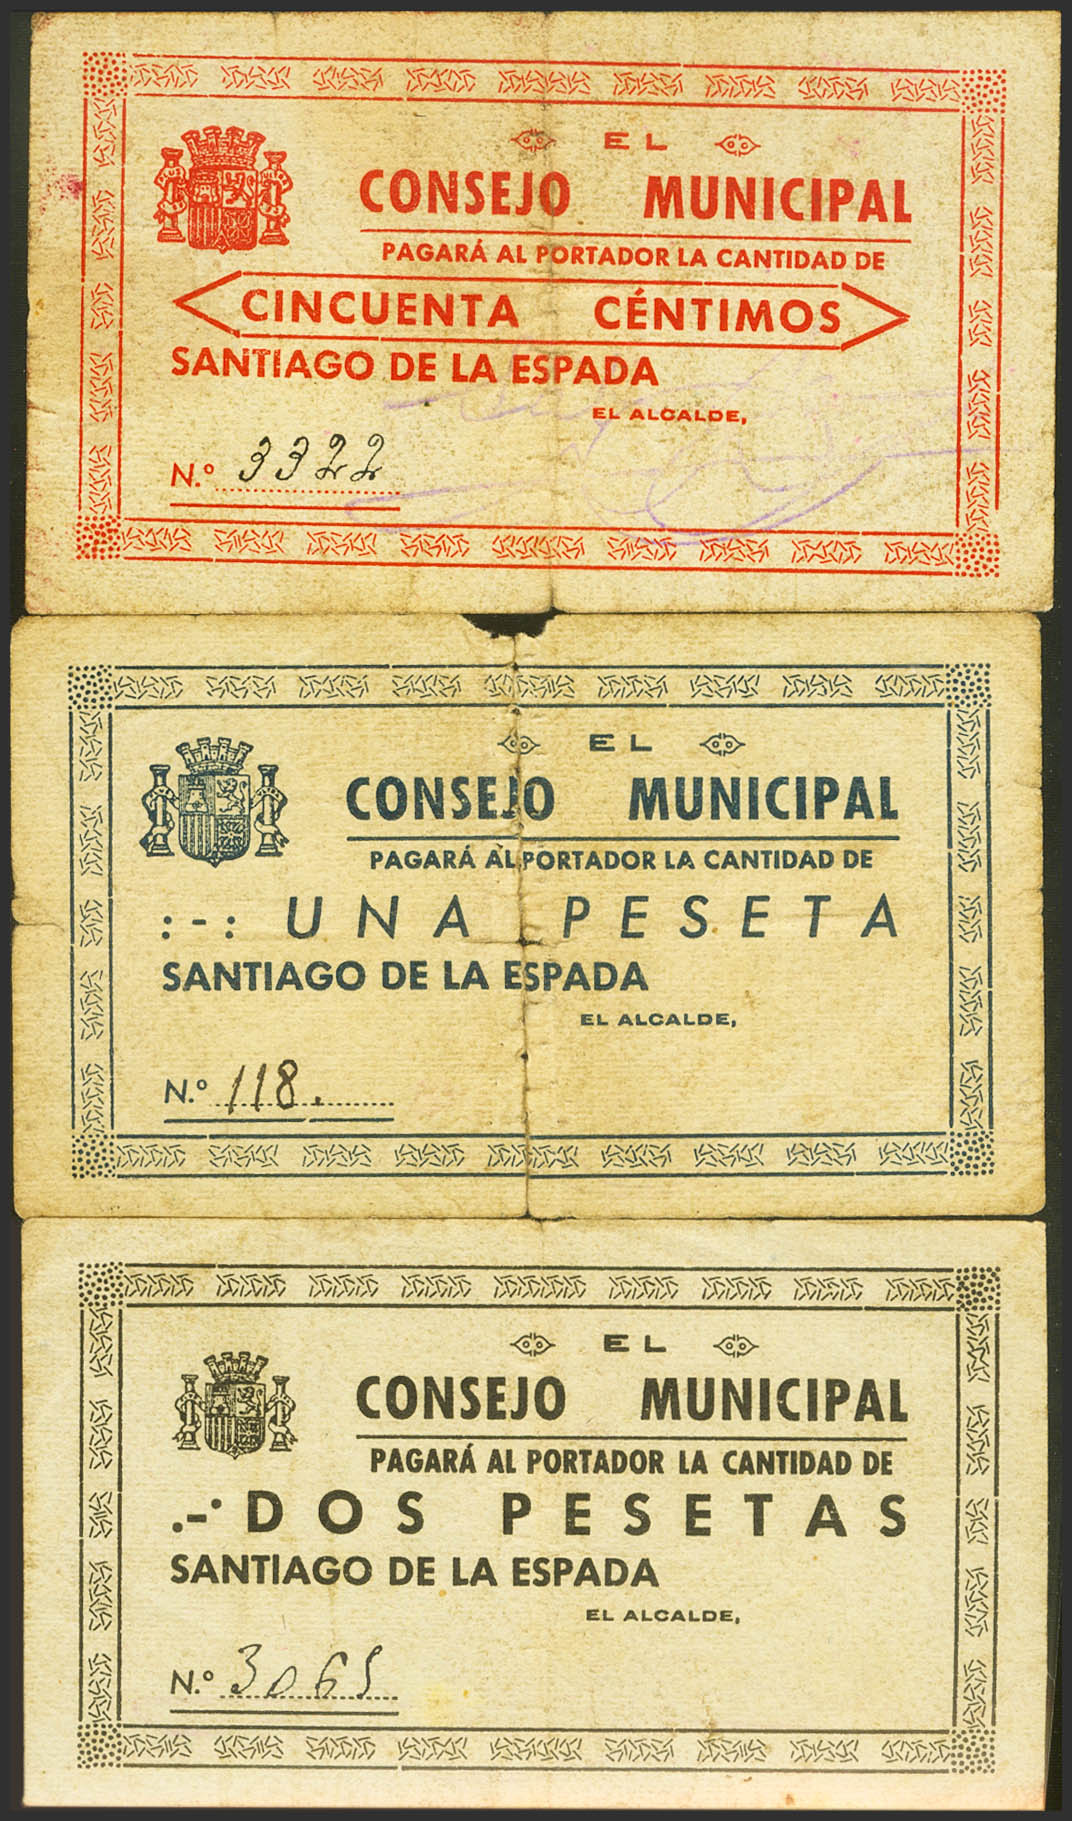 EL
CONSEJO MUNICIPAL
PAGARÁ AL PORTADOR LA CANTIDAD DE
CINCUENTA CÉNTIMOS
SANTIAGO DE LA ESPADA
EL ALCALDE,
N.º 3322
EL
CONSEJO MUNICIPAL
PAGARÁ AL PORTADOR LA CANTIDAD DE
:-: UNA PESETA
SANTIAGO DE LA ESPADA
EL ALCALDE,
N.º 118.
EL
CONSEJO MUNICIPAL
PAGARÁ AL PORTADOR LA CANTIDAD DE
.-· DOS PESETAS
SANTIAGO DE LA ESPADA
EL ALCALDE,
N.º 3065